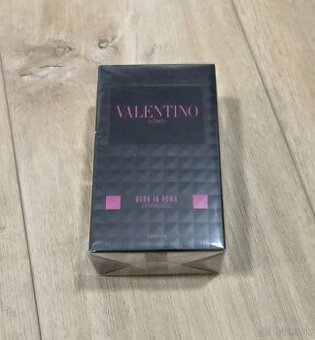 VALENTINO
UOMO
BORN IN ROMA
EXTRADOSE